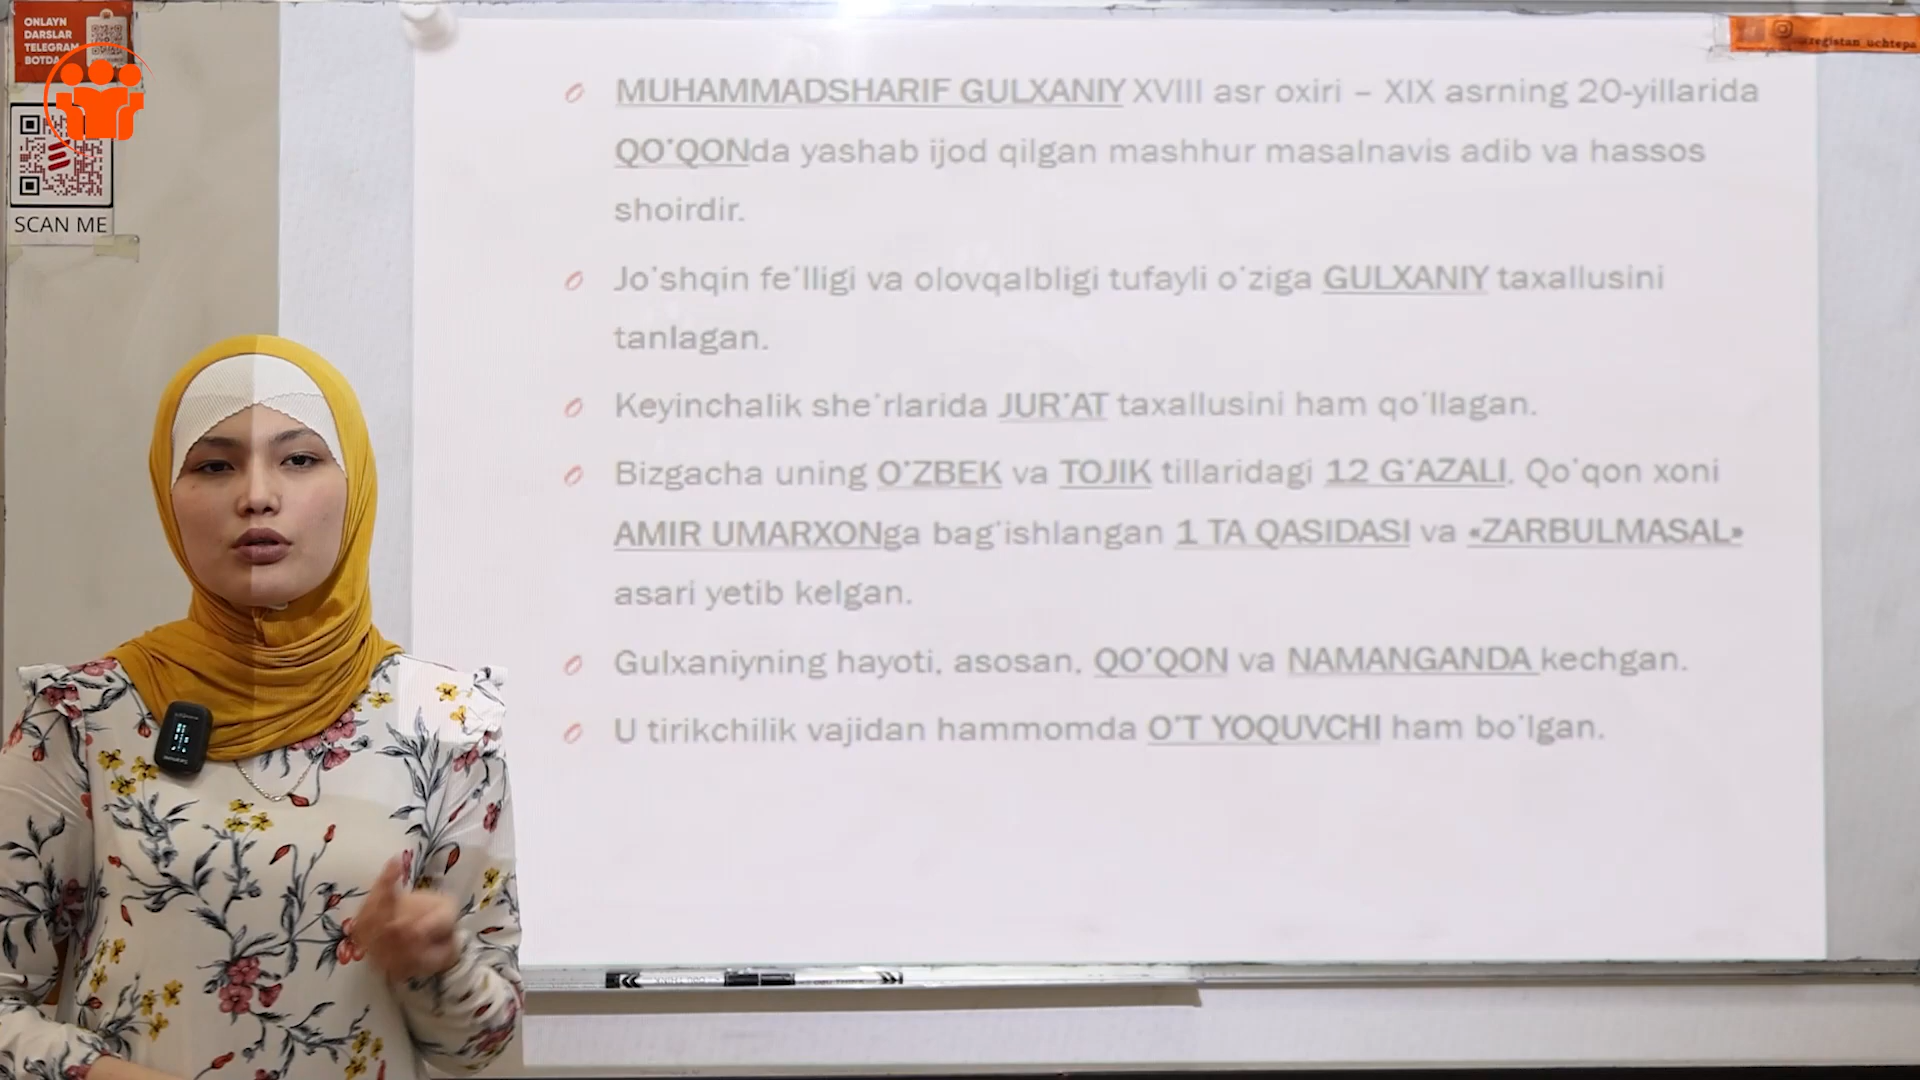 ONLAYN
DARSLAR
TELEGRAM
BOTDA
SCAN ME
registan_uchtepa
MUHAMMADSHARIF GULXANIY XVIII asr oxiri – XIX asrning 20-yillarida
QO‘QONda yashab ijod qilgan mashhur masalnavis adib va hassos
shoirdir.
Jo‘shqin fe’lligi va olovqalbligi tufayli o‘ziga GULXANIY taxallusini
tanlagan.
Keyinchalik she’rlarida JUR’AT taxallusini ham qo‘llagan.
Bizgacha uning O‘ZBEK va TOJIK tillaridagi 12 G‘AZALI, Qo‘qon xoni
AMIR UMARXONga bag‘ishlangan 1 TA QASIDASI va «ZARBULMASAL»
asari yetib kelgan.
Gulxaniyning hayoti, asosan, QO‘QON va NAMANGANDA kechgan.
U tirikchilik vajidan hammomda O‘T YOQUVCHI ham bo‘lgan.